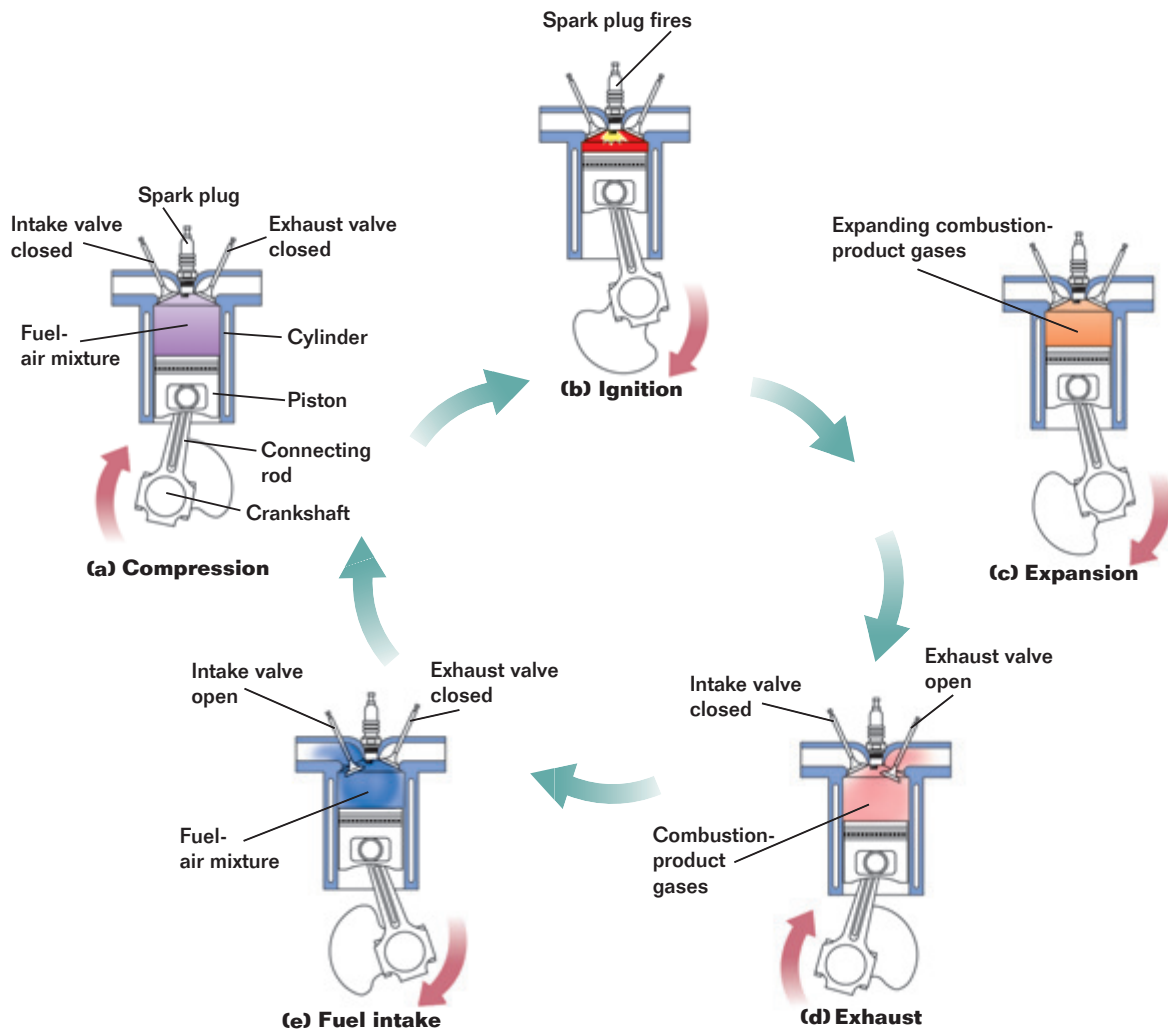 Spark plug fires
Spark plug
Intake valve
closed
Exhaust valve
closed
Fuel-
air mixture
Cylinder
Piston
Connecting
rod
Crankshaft
(a) Compression
(b) Ignition
Expanding combustion-
product gases
(c) Expansion
Intake valve
closed
Exhaust valve
open
Combustion-
product
gases
(d) Exhaust
Intake valve
open
Exhaust valve
closed
Fuel-
air mixture
(e) Fuel intake